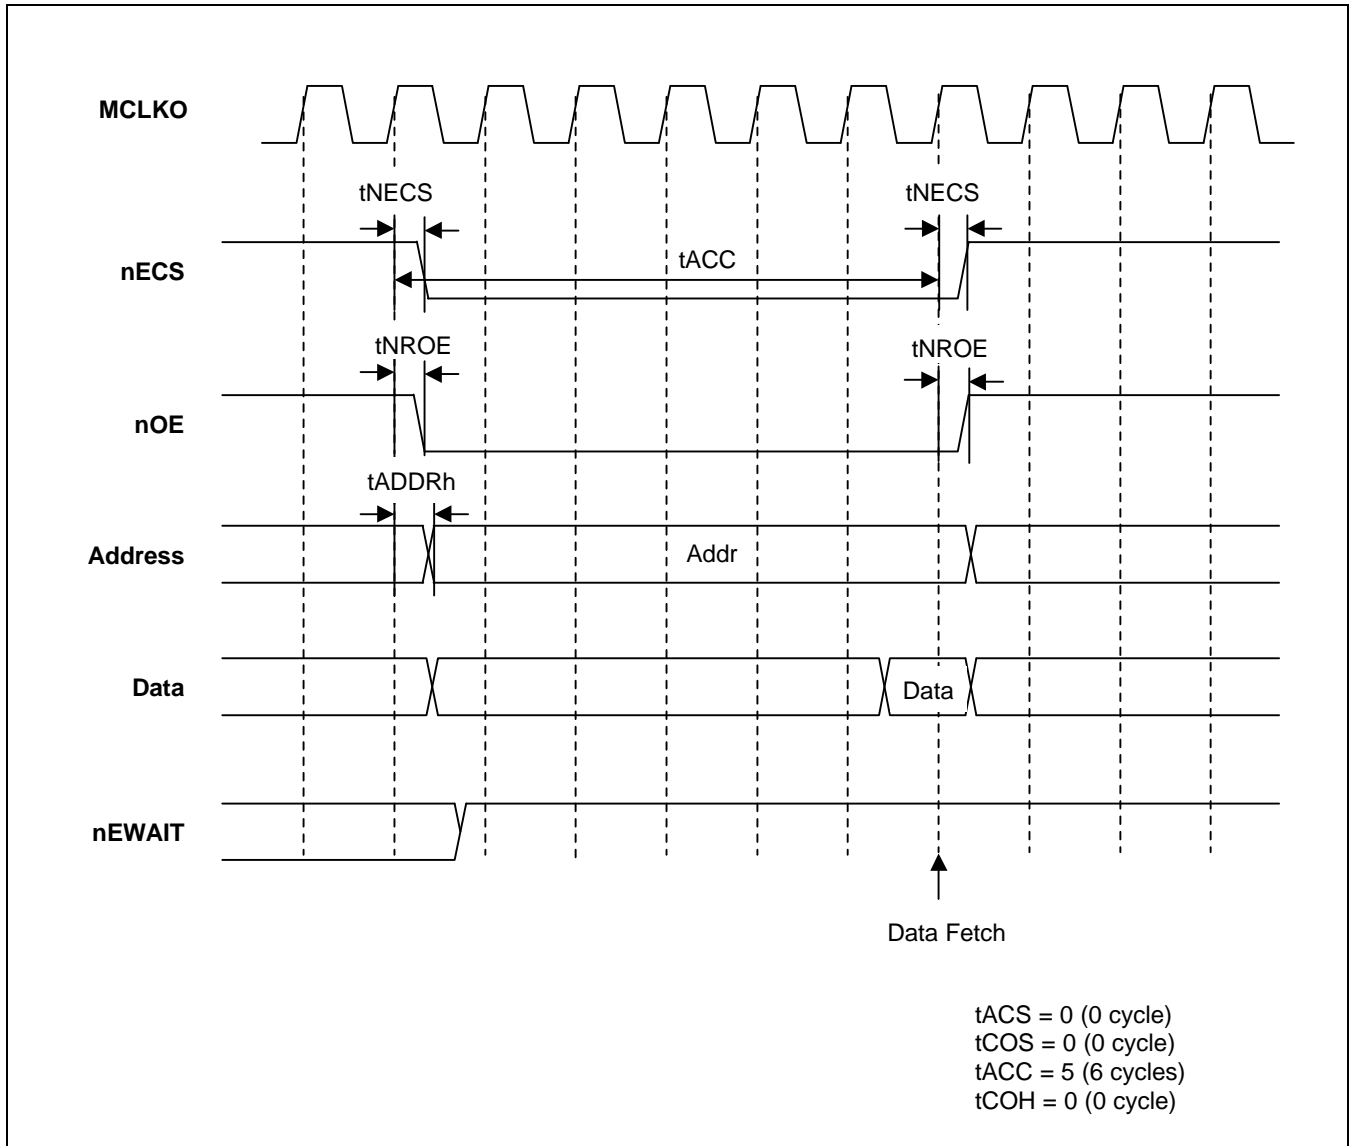 MCLKO
tNECS
tNECS
nECS
tACC
tNROE
tNROE
nOE
tADDRh
Address
Addr
Data
Data
nEWAIT
Data Fetch
tACS = 0 (0 cycle)
tCOS = 0 (0 cycle)
tACC = 5 (6 cycles)
tCOH = 0 (0 cycle)